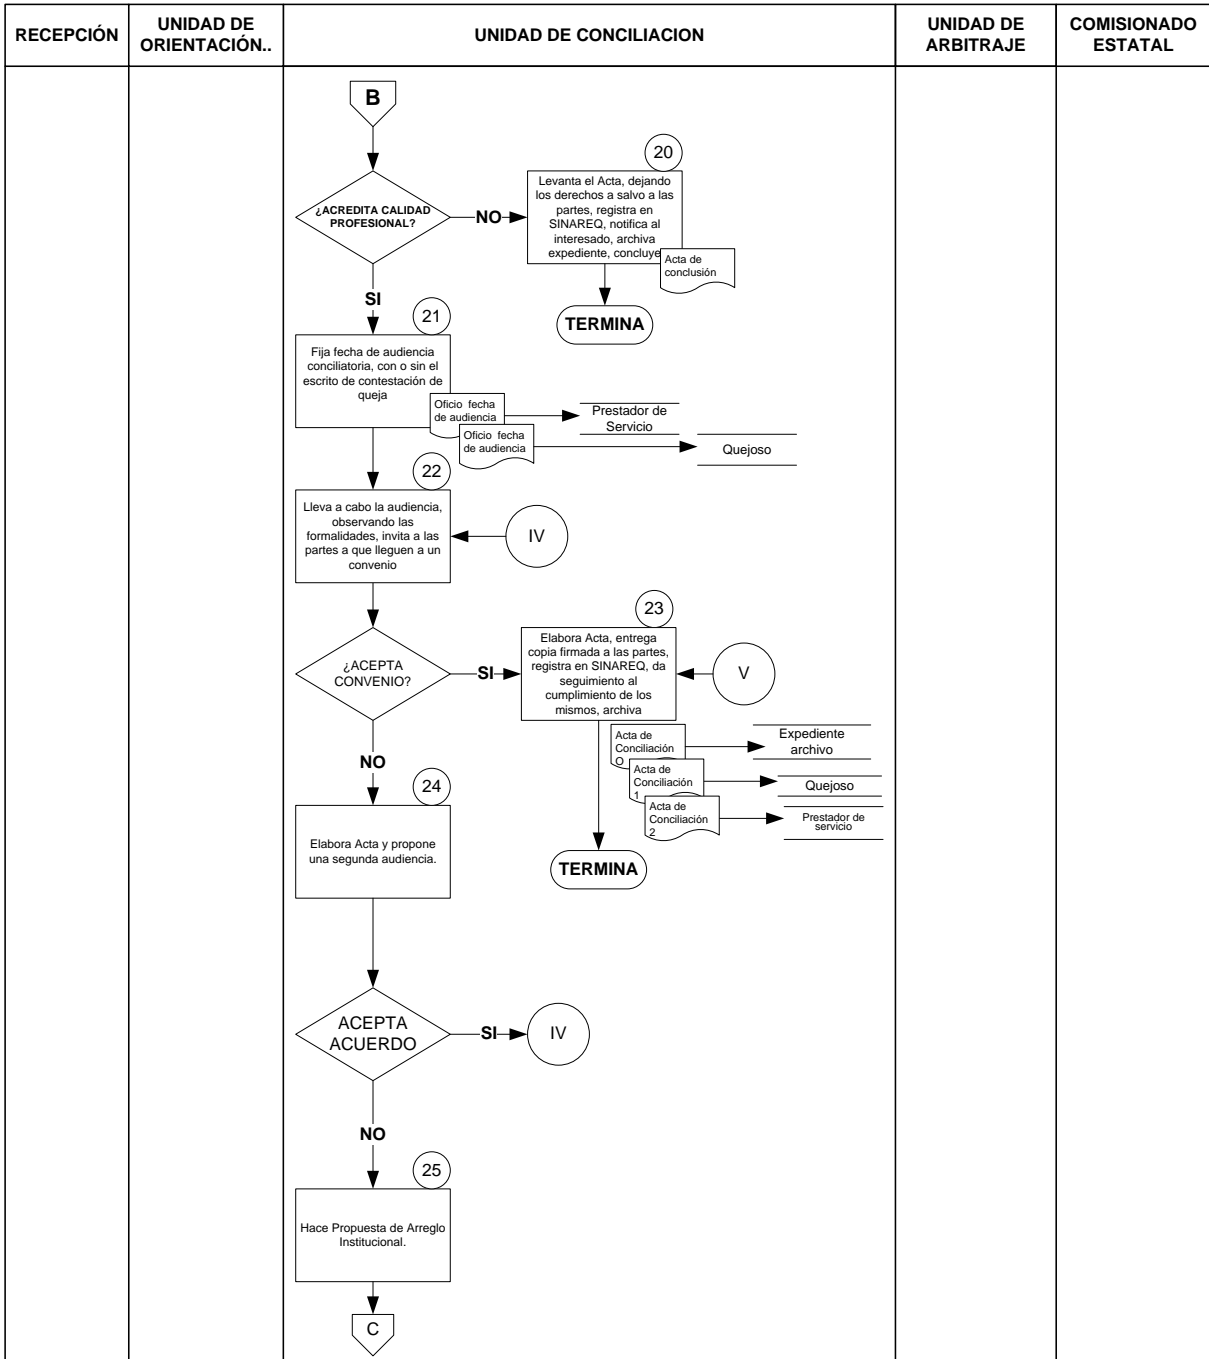 RECEPCIÓN
UNIDAD DE
ORIENTACIÓN..
UNIDAD DE CONCILIACION
UNIDAD DE
ARBITRAJE
COMISIONADO
ESTATAL
B
¿ACREDITA CALIDAD
PROFESIONAL?
NO
20
Levanta el Acta, dejando
los derechos a salvo a las
partes, registra en
SINAREQ, notifica al
interesado, archiva
expediente, concluye
Acta de
conclusión
TERMINA
SI
21
Fija fecha de audiencia
conciliatoria, con o sin el
escrito de contestación de
queja
Oficio fecha
de audiencia
Prestador de
Servicio
Oficio fecha
de audiencia
Quejoso
22
Lleva a cabo la audiencia,
observando las
formalidades, invita a las
partes a que lleguen a un
convenio
IV
¿ACEPTA
CONVENIO?
SI
23
Elabora Acta, entrega
copia firmada a las partes,
registra en SINAREQ, da
seguimiento al
cumplimiento de los
mismos, archiva
V
Acta de
Conciliación
O
Expediente
archivo
Acta de
Conciliación
1
Quejoso
Acta de
Conciliación
2
Prestador de
servicio
TERMINA
NO
24
Elabora Acta y propone
una segunda audiencia.
ACEPTA
ACUERDO
SI
IV
NO
25
Hace Propuesta de Arreglo
Institucional.
C